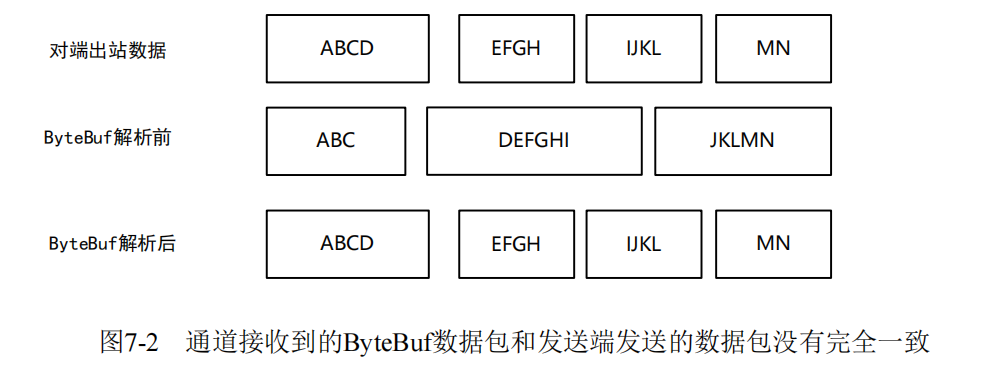 对端出站数据 ABCD EFGH IJKL MN
ByteBuf解析前 ABC DEFGHI JKLMN
ByteBuf解析后 ABCD EFGH IJKL MN
图7-2 通道接收到的ByteBuf数据包和发送端发送的数据包没有完全一致